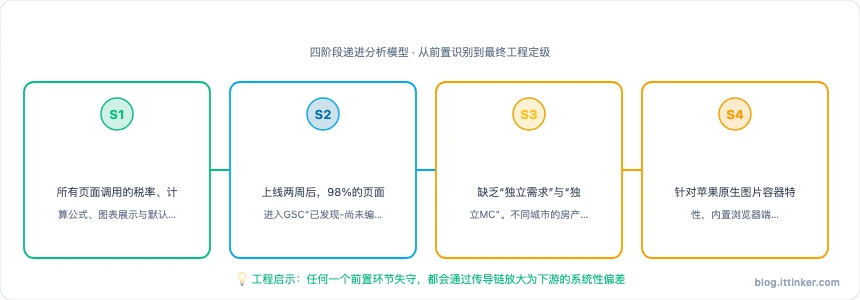 四阶段递进分析模型 · 从前置识别到最终工程定级
S1
所有页面调用的税率、计
算公式、图表展示与默认...
S2
上线两周后，98%的页面
进入GSC"已发现-尚未编...
S3
缺乏"独立需求"与"独
立MC"。不同城市的房产...
S4
针对苹果原生图片容器特
性，内置浏览器端...
💡 工程启示：任何一个前置环节失守，都会通过传导链放大为下游的系统性偏差
blog.ittinker.com